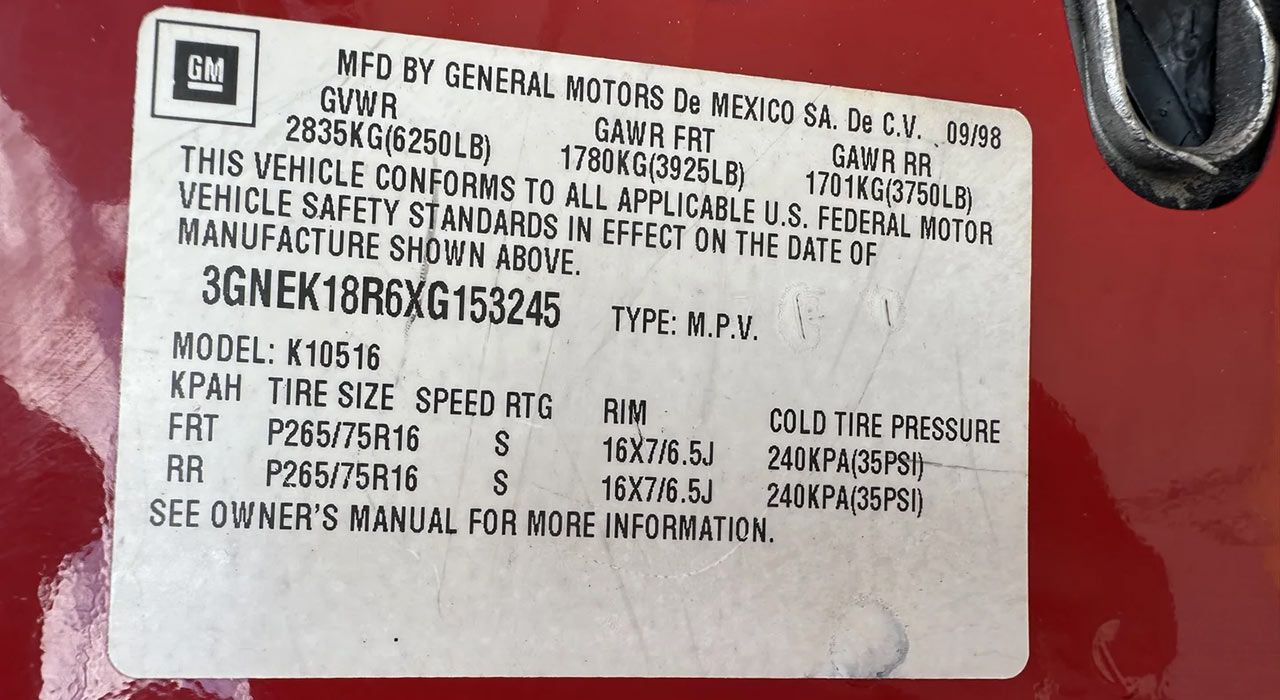 GM
MFD BY GENERAL MOTORS De MEXICO SA. De C.V. 09/98
GVWR GAWR FRT GAWR RR
2835KG(6250LB) 1780KG(3925LB) 1701KG(3750LB)
THIS VEHICLE CONFORMS TO ALL APPLICABLE U.S. FEDERAL MOTOR
VEHICLE SAFETY STANDARDS IN EFFECT ON THE DATE OF
MANUFACTURE SHOWN ABOVE.
3GNEK18R6XG153245 TYPE: M.P.V.
MODEL: K10516
KPAH TIRE SIZE SPEED RTG RIM COLD TIRE PRESSURE
FRT P265/75R16 S 16X7/6.5J 240KPA(35PSI)
RR P265/75R16 S 16X7/6.5J 240KPA(35PSI)
SEE OWNER'S MANUAL FOR MORE INFORMATION.